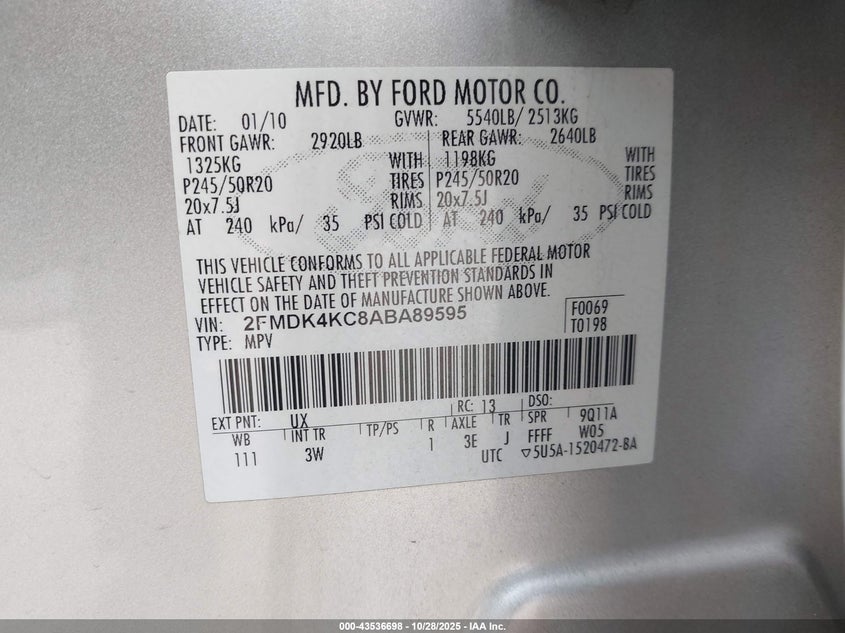 MFD. BY FORD MOTOR CO.
DATE: 01/10 GVWR: 5540LB/ 2513KG
FRONT GAWR: 2920LB REAR GAWR: 2640LB
1325KG WITH 1198KG WITH
P245/50R20 TIRES P245/50R20 TIRES
20x7.5J RIMS 20x7.5J RIMS
AT 240 kPa/ 35 PSI COLD AT 240 kPa/ 35 PSI COLD
THIS VEHICLE CONFORMS TO ALL APPLICABLE FEDERAL MOTOR
VEHICLE SAFETY AND THEFT PREVENTION STANDARDS IN
EFFECT ON THE DATE OF MANUFACTURE SHOWN ABOVE.
VIN: 2FMDK4KC8ABA89595 F0069
TYPE: MPV T0198
EXT PNT: UX RC: 13 DSO:
WB INT TR TP/PS R AXLE TR SPR 9Q11A
111 3W 1 3E J FFFF W05
UTC ▽5U5A-1520472-BA
000-43536698 - 10/28/2025 - IAA Inc.